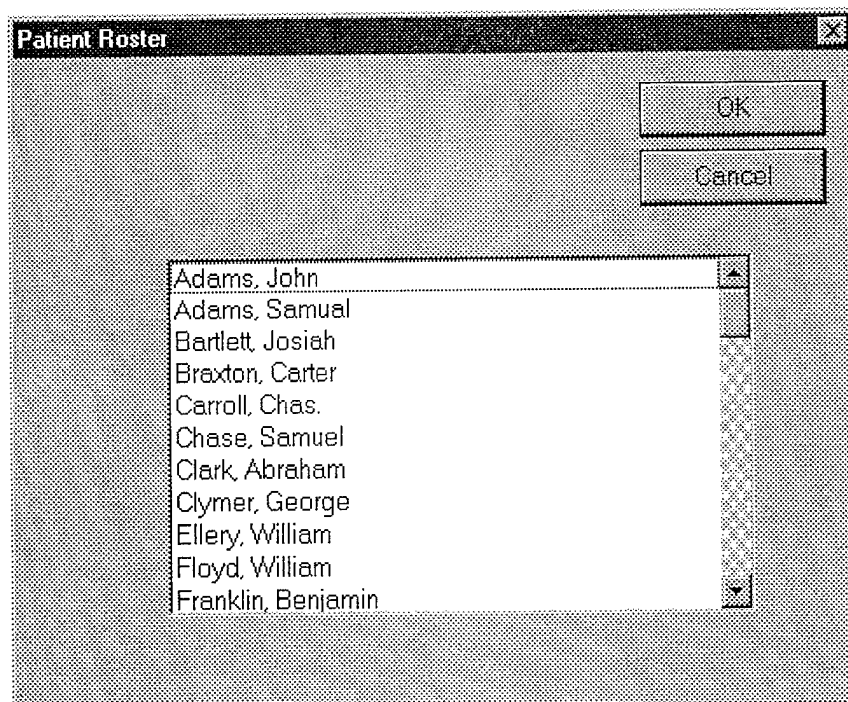 Patient Roster
OK
Cancel
Adams, John
Adams, Samual
Bartlett, Josiah
Braxton, Carter
Carroll, Chas.
Chase, Samuel
Clark, Abraham
Clymer, George
Ellery, William
Floyd, William
Franklin, Benjamin